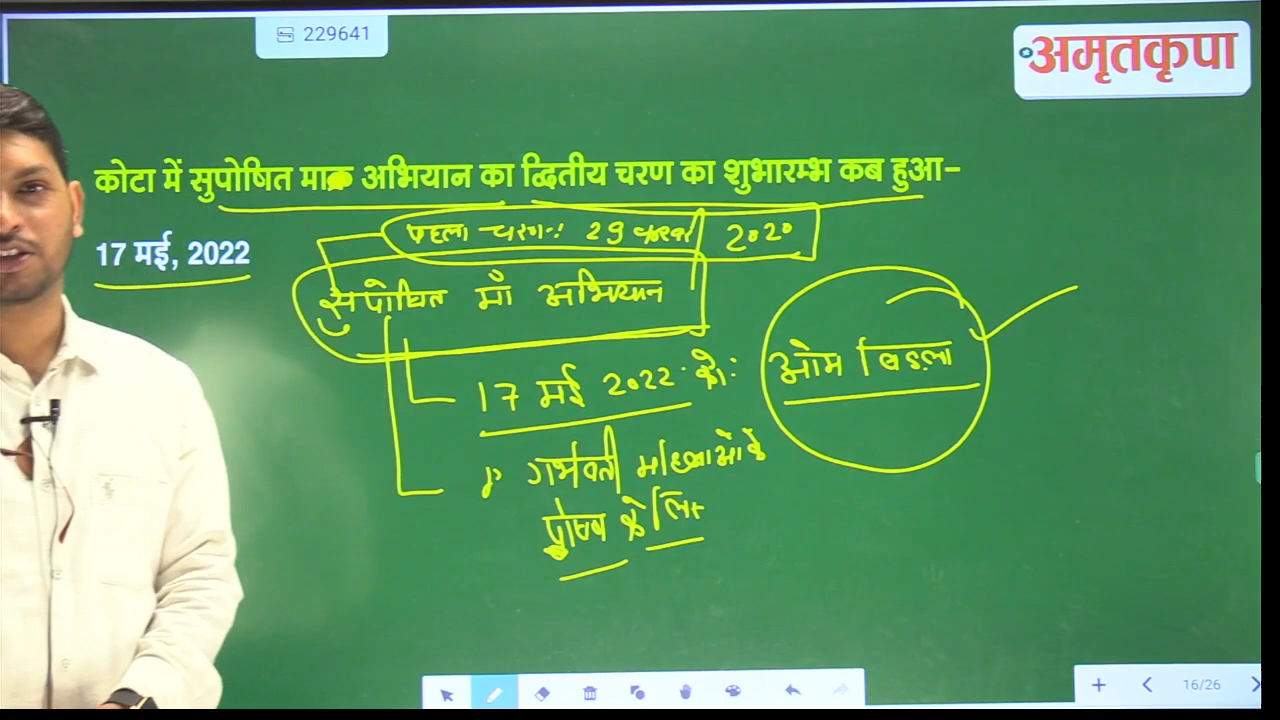 229641
अमृतकृपा
कोटा में सुपोषित मा अभियान का द्वितीय चरण का शुभारम्भ कब हुआ-
17 मई, 2022
पहला चरण: 29 फरवरी 2020
सुपोषित माँ अभियान
17 मई 2022 को:
ओम बिड़ला
गर्भवती महिलाओं के
पोषण के लिए
16/26